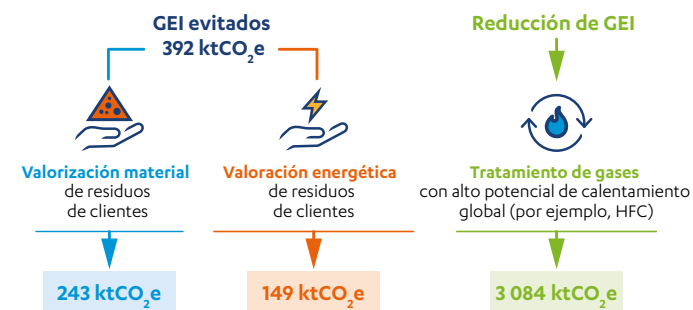 GEI evitados
392 ktCO₂e
Reducción de GEI
Valorización material
de residuos
de clientes
Valoración energética
de residuos
de clientes
Tratamiento de gases
con alto potencial de calentamiento
global (por ejemplo, HFC)
243 ktCO₂e
149 ktCO₂e
3 084 ktCO₂e